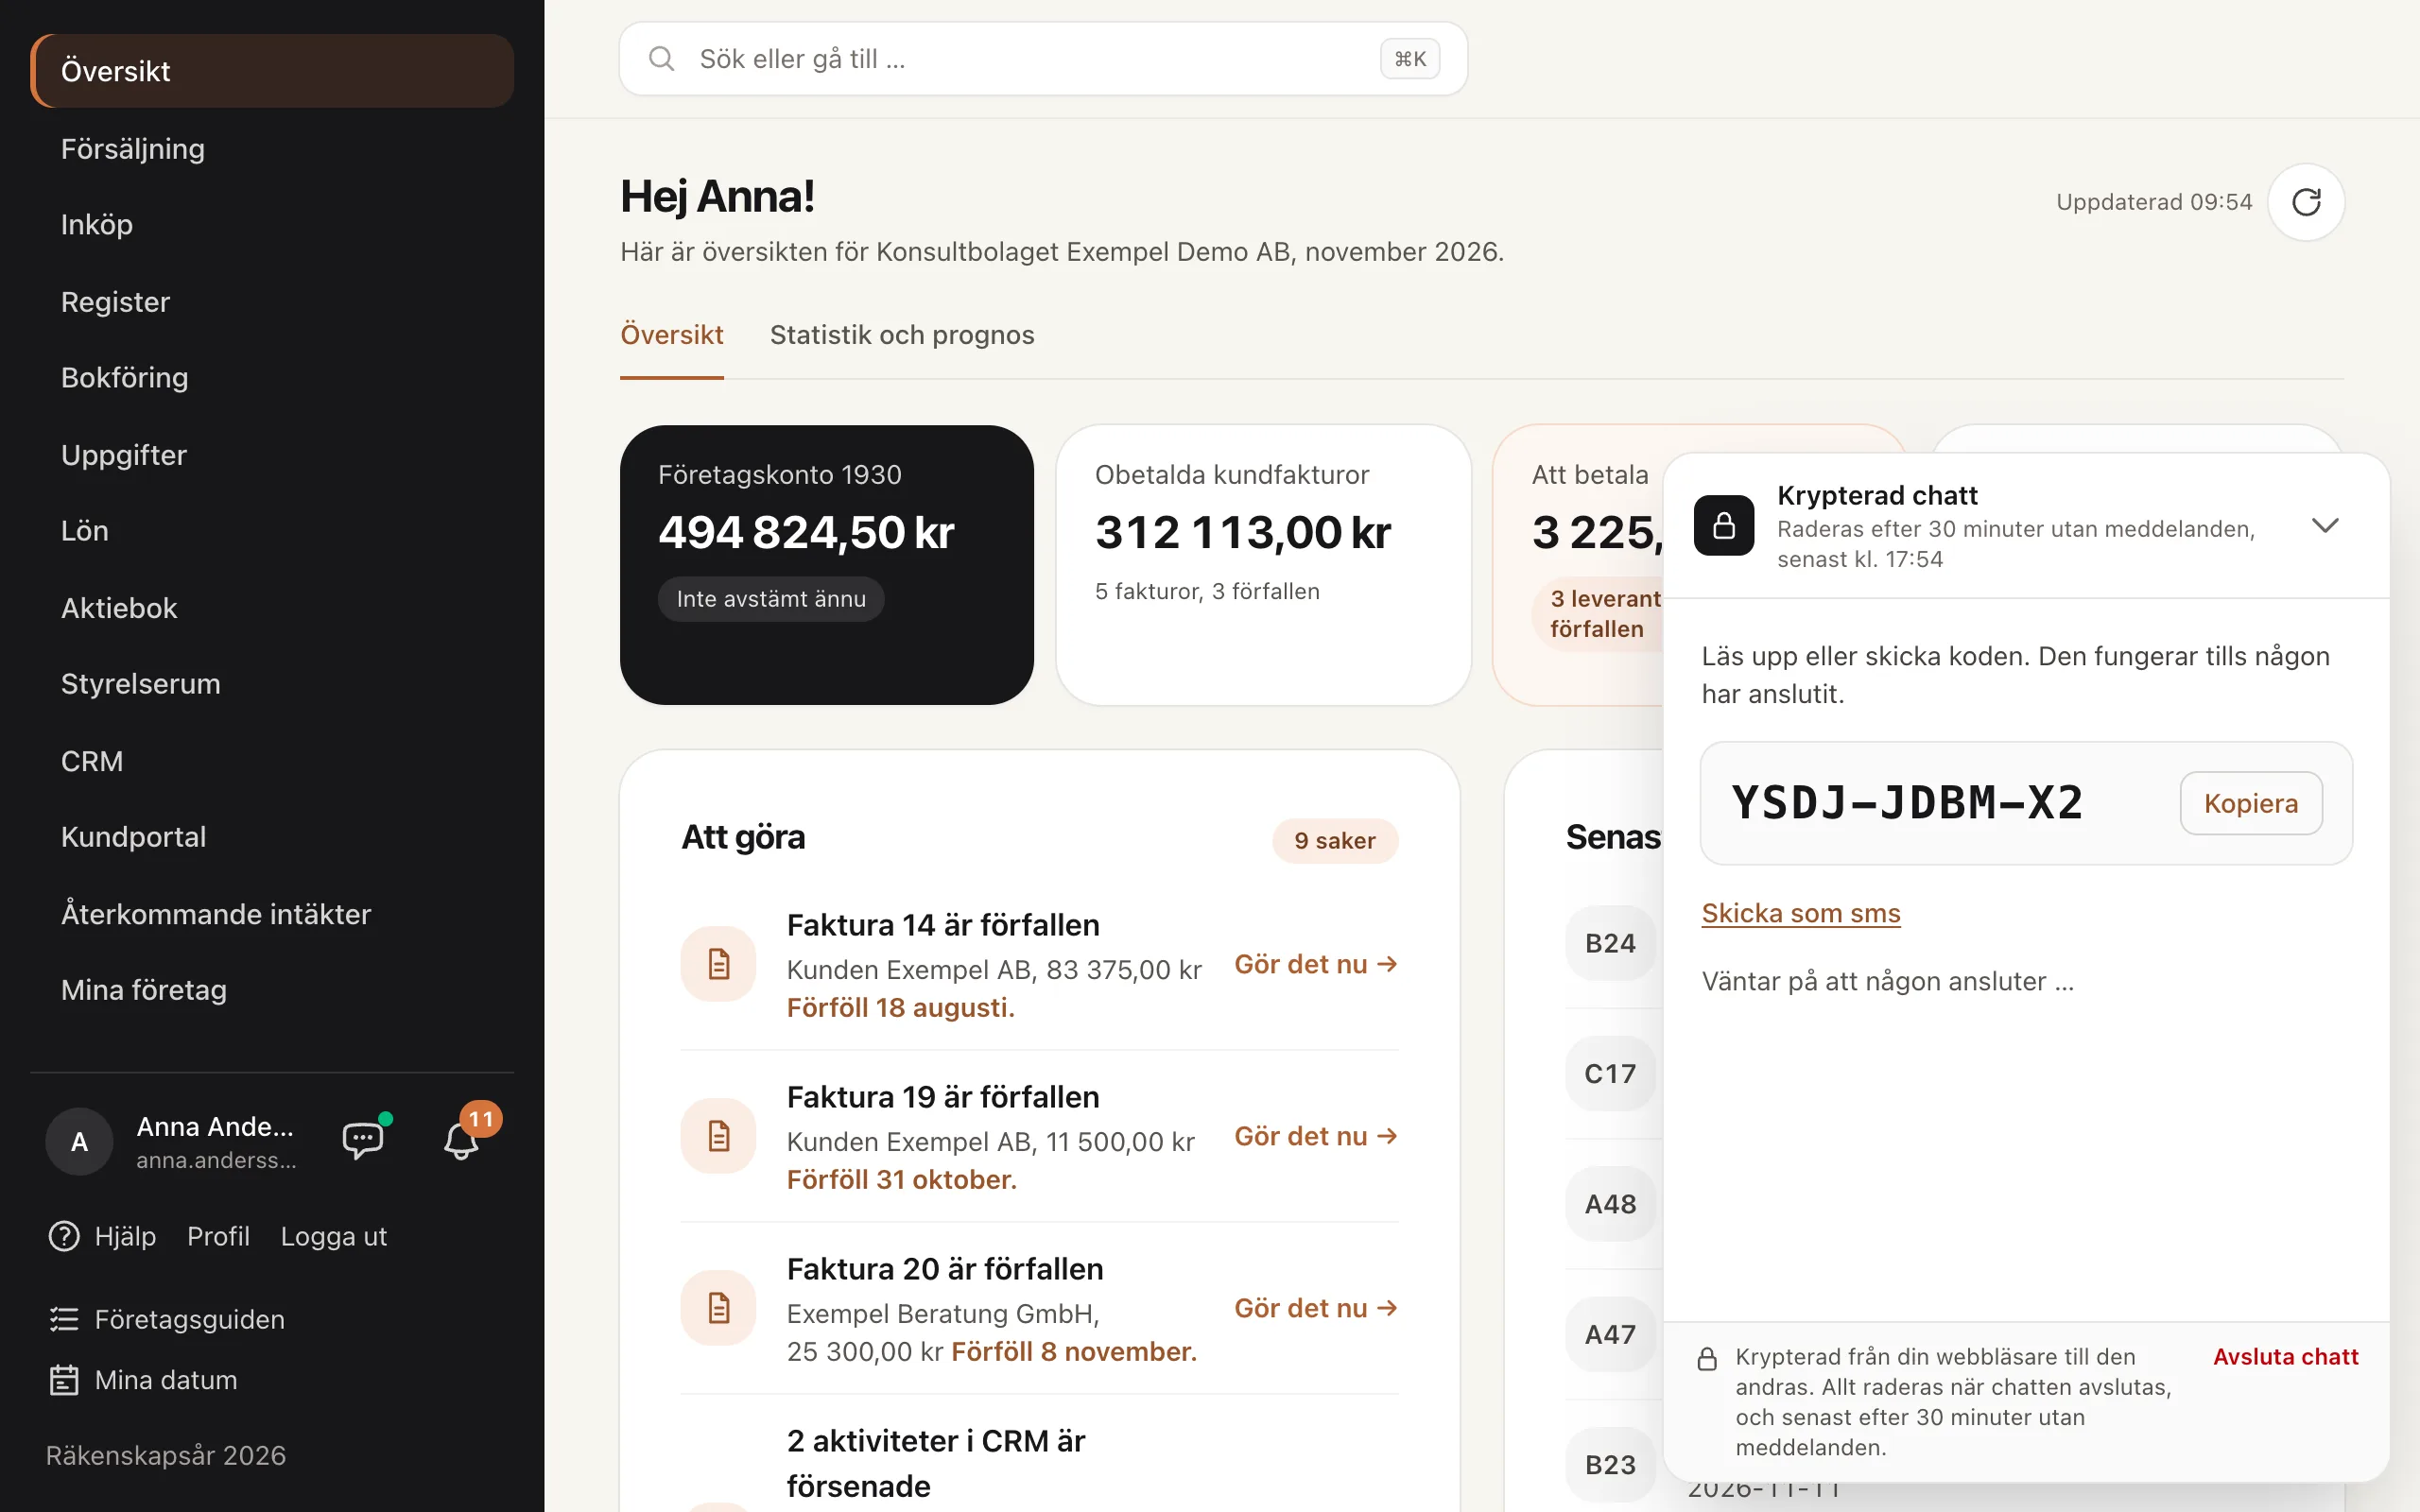 Översikt
Försäljning
Inköp
Register
Bokföring
Uppgifter
Lön
Aktiebok
Styrelserum
CRM
Kundportal
Återkommande intäkter
Mina företag
A
Anna Ande...
anna.anderss...
11
Hjälp
Profil
Logga ut
Företagsguiden
Mina datum
Räkenskapsår 2026
Sök eller gå till ...
⌘K
Hej Anna!
Här är översikten för Konsultbolaget Exempel Demo AB, november 2026.
Uppdaterad 09:54
Översikt
Statistik och prognos
Företagskonto 1930
494 824,50 kr
Inte avstämt ännu
Obetalda kundfakturor
312 113,00 kr
5 fakturor, 3 förfallen
Att betala
3 225,
3 leverant
förfallen
Att göra
9 saker
Faktura 14 är förfallen
Kunden Exempel AB, 83 375,00 kr
Förföll 18 augusti.
Gör det nu →
Faktura 19 är förfallen
Kunden Exempel AB, 11 500,00 kr
Förföll 31 oktober.
Gör det nu →
Faktura 20 är förfallen
Exempel Beratung GmbH,
25 300,00 kr Förföll 8 november.
Gör det nu →
2 aktiviteter i CRM är
försenade
Senas
B24
C17
A48
A47
B23
2026-11-11
Krypterad chatt
Raderas efter 30 minuter utan meddelanden,
senast kl. 17:54
Läs upp eller skicka koden. Den fungerar tills någon
har anslutit.
YSDJ-JDBM-X2
Kopiera
Skicka som sms
Väntar på att någon ansluter ...
Krypterad från din webbläsare till den
andras. Allt raderas när chatten avslutas,
och senast efter 30 minuter utan
meddelanden.
Avsluta chatt